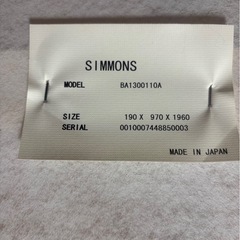 SIMMONS
MODEL BA1300110A
SIZE 190 X 970 X 1960
SERIAL 0010007448850003
MADE IN JAPAN